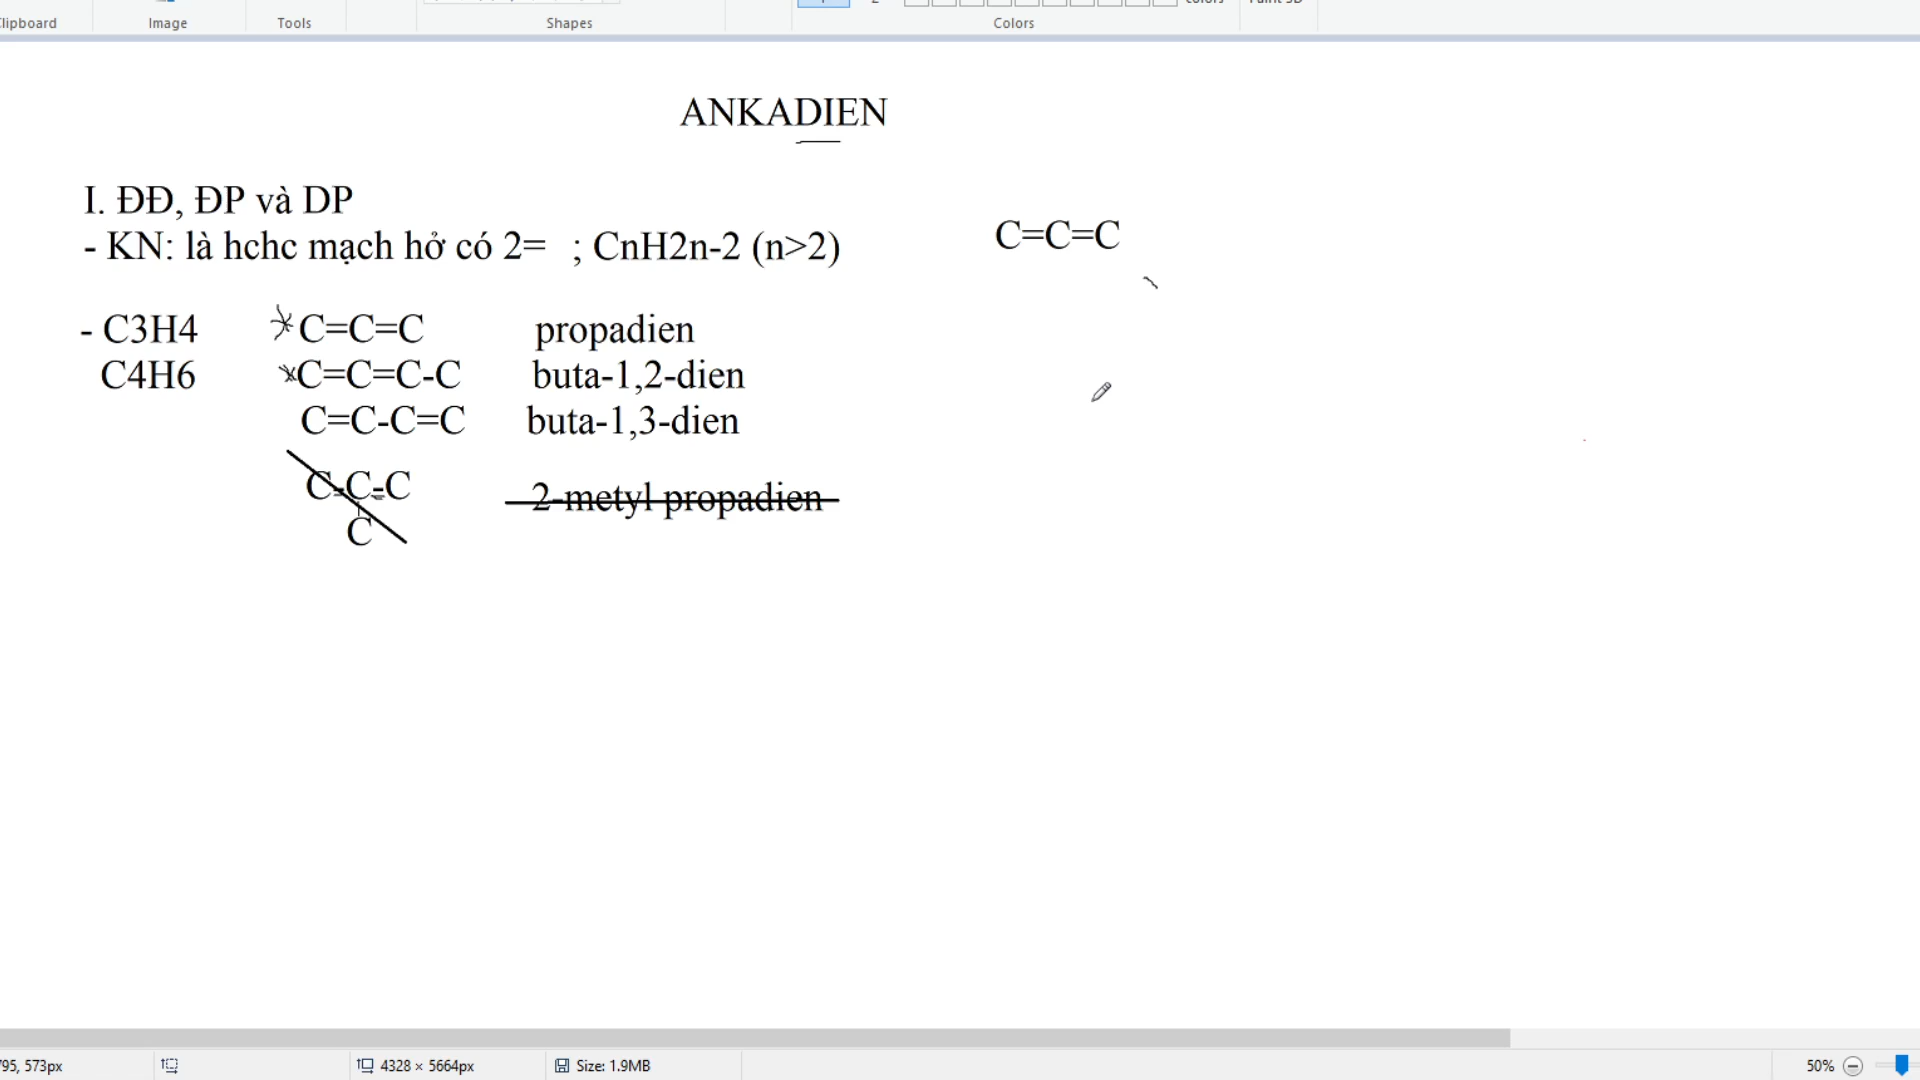 Clipboard Image Tools Shapes Colors
ANKADIEN
I. ĐĐ, ĐP và DP
- KN: là hchc mạch hở có 2= ; CnH2n-2 (n>2)
C=C=C
- C3H4 C=C=C propadien
C4H6 C=C=C-C buta-1,2-dien
C=C-C=C buta-1,3-dien
C=C=C 2-metyl propadien
C
95, 573px 4328 × 5664px Size: 1.9MB 50%